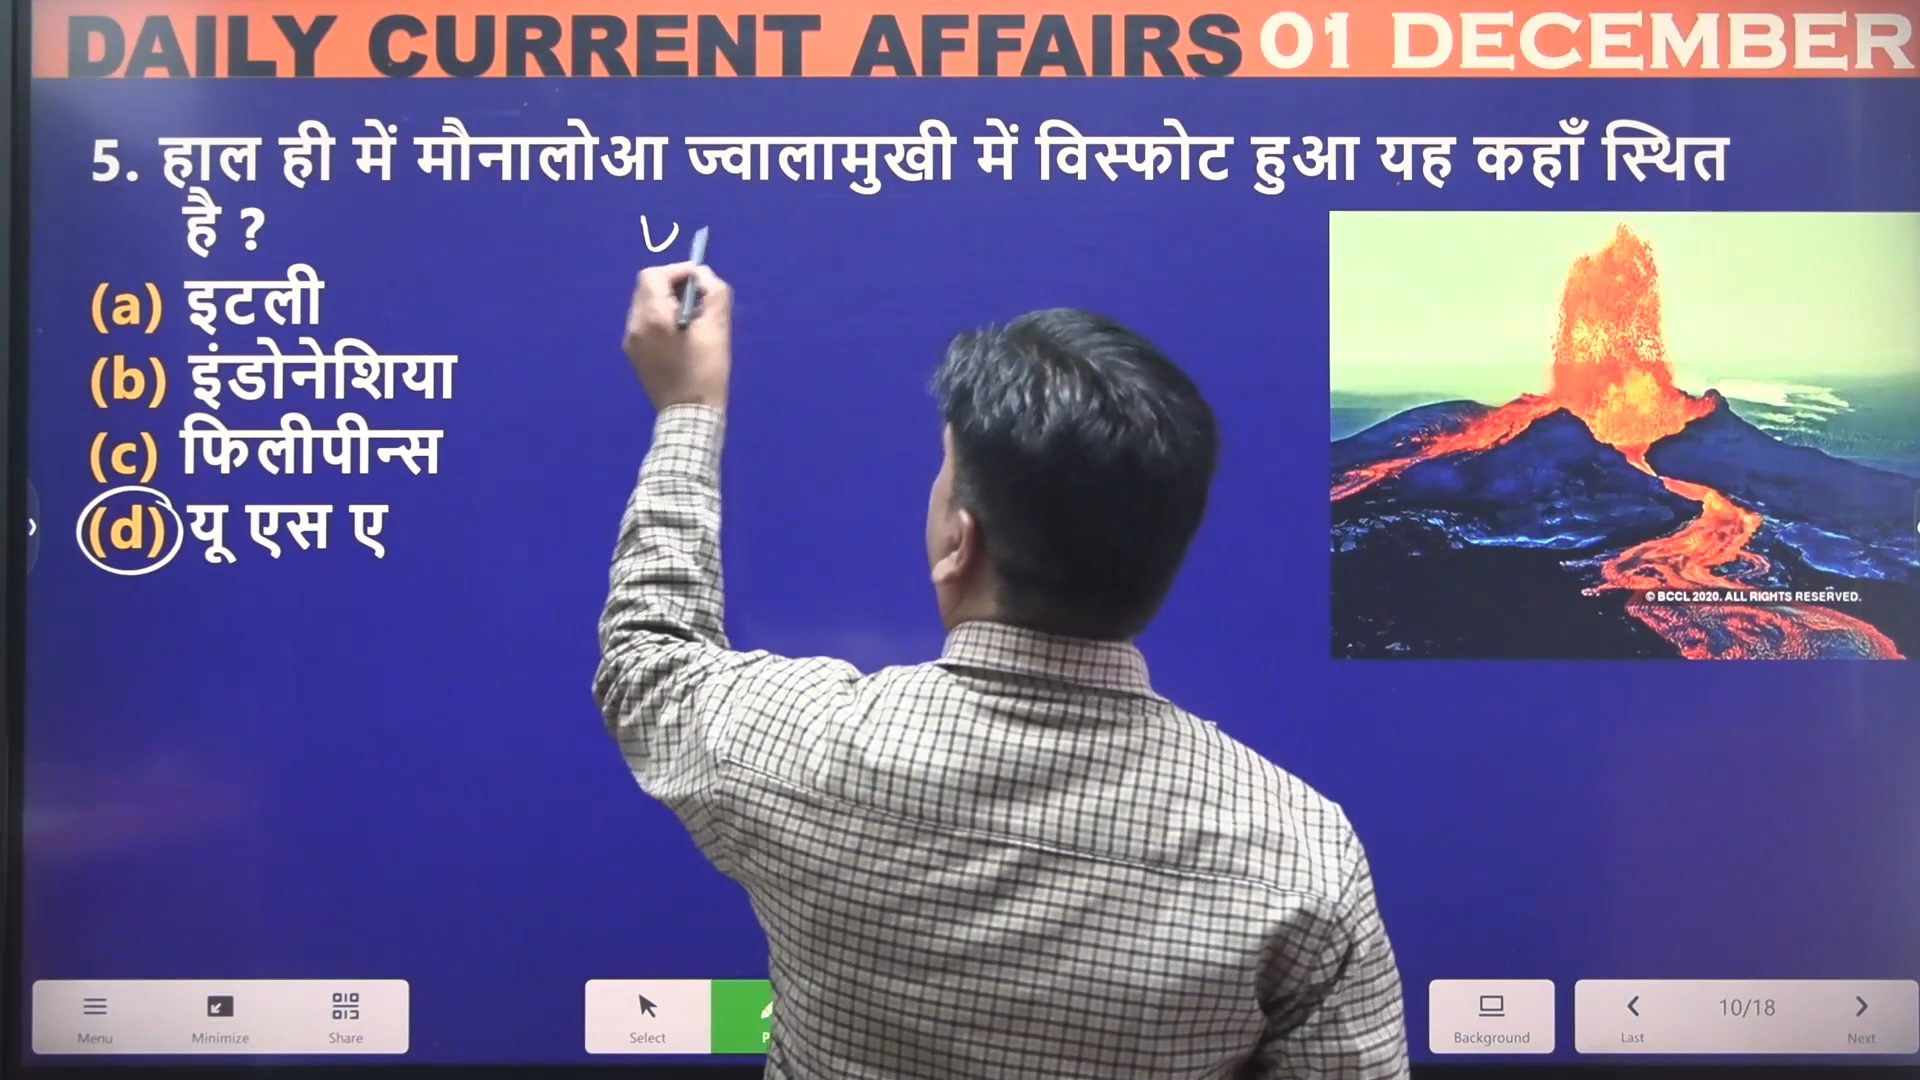 DAILY CURRENT AFFAIRS 01 DECEMBER
5. हाल ही में मौनालोआ ज्वालामुखी में विस्फोट हुआ यह कहाँ स्थित
है ?
(a) इटली
(b) इंडोनेशिया
(c) फिलीपीन्स
(d) यू एस ए
© BCCL 2020. ALL RIGHTS RESERVED.
Menu Minimize Share Select Background Last 10/18 Next